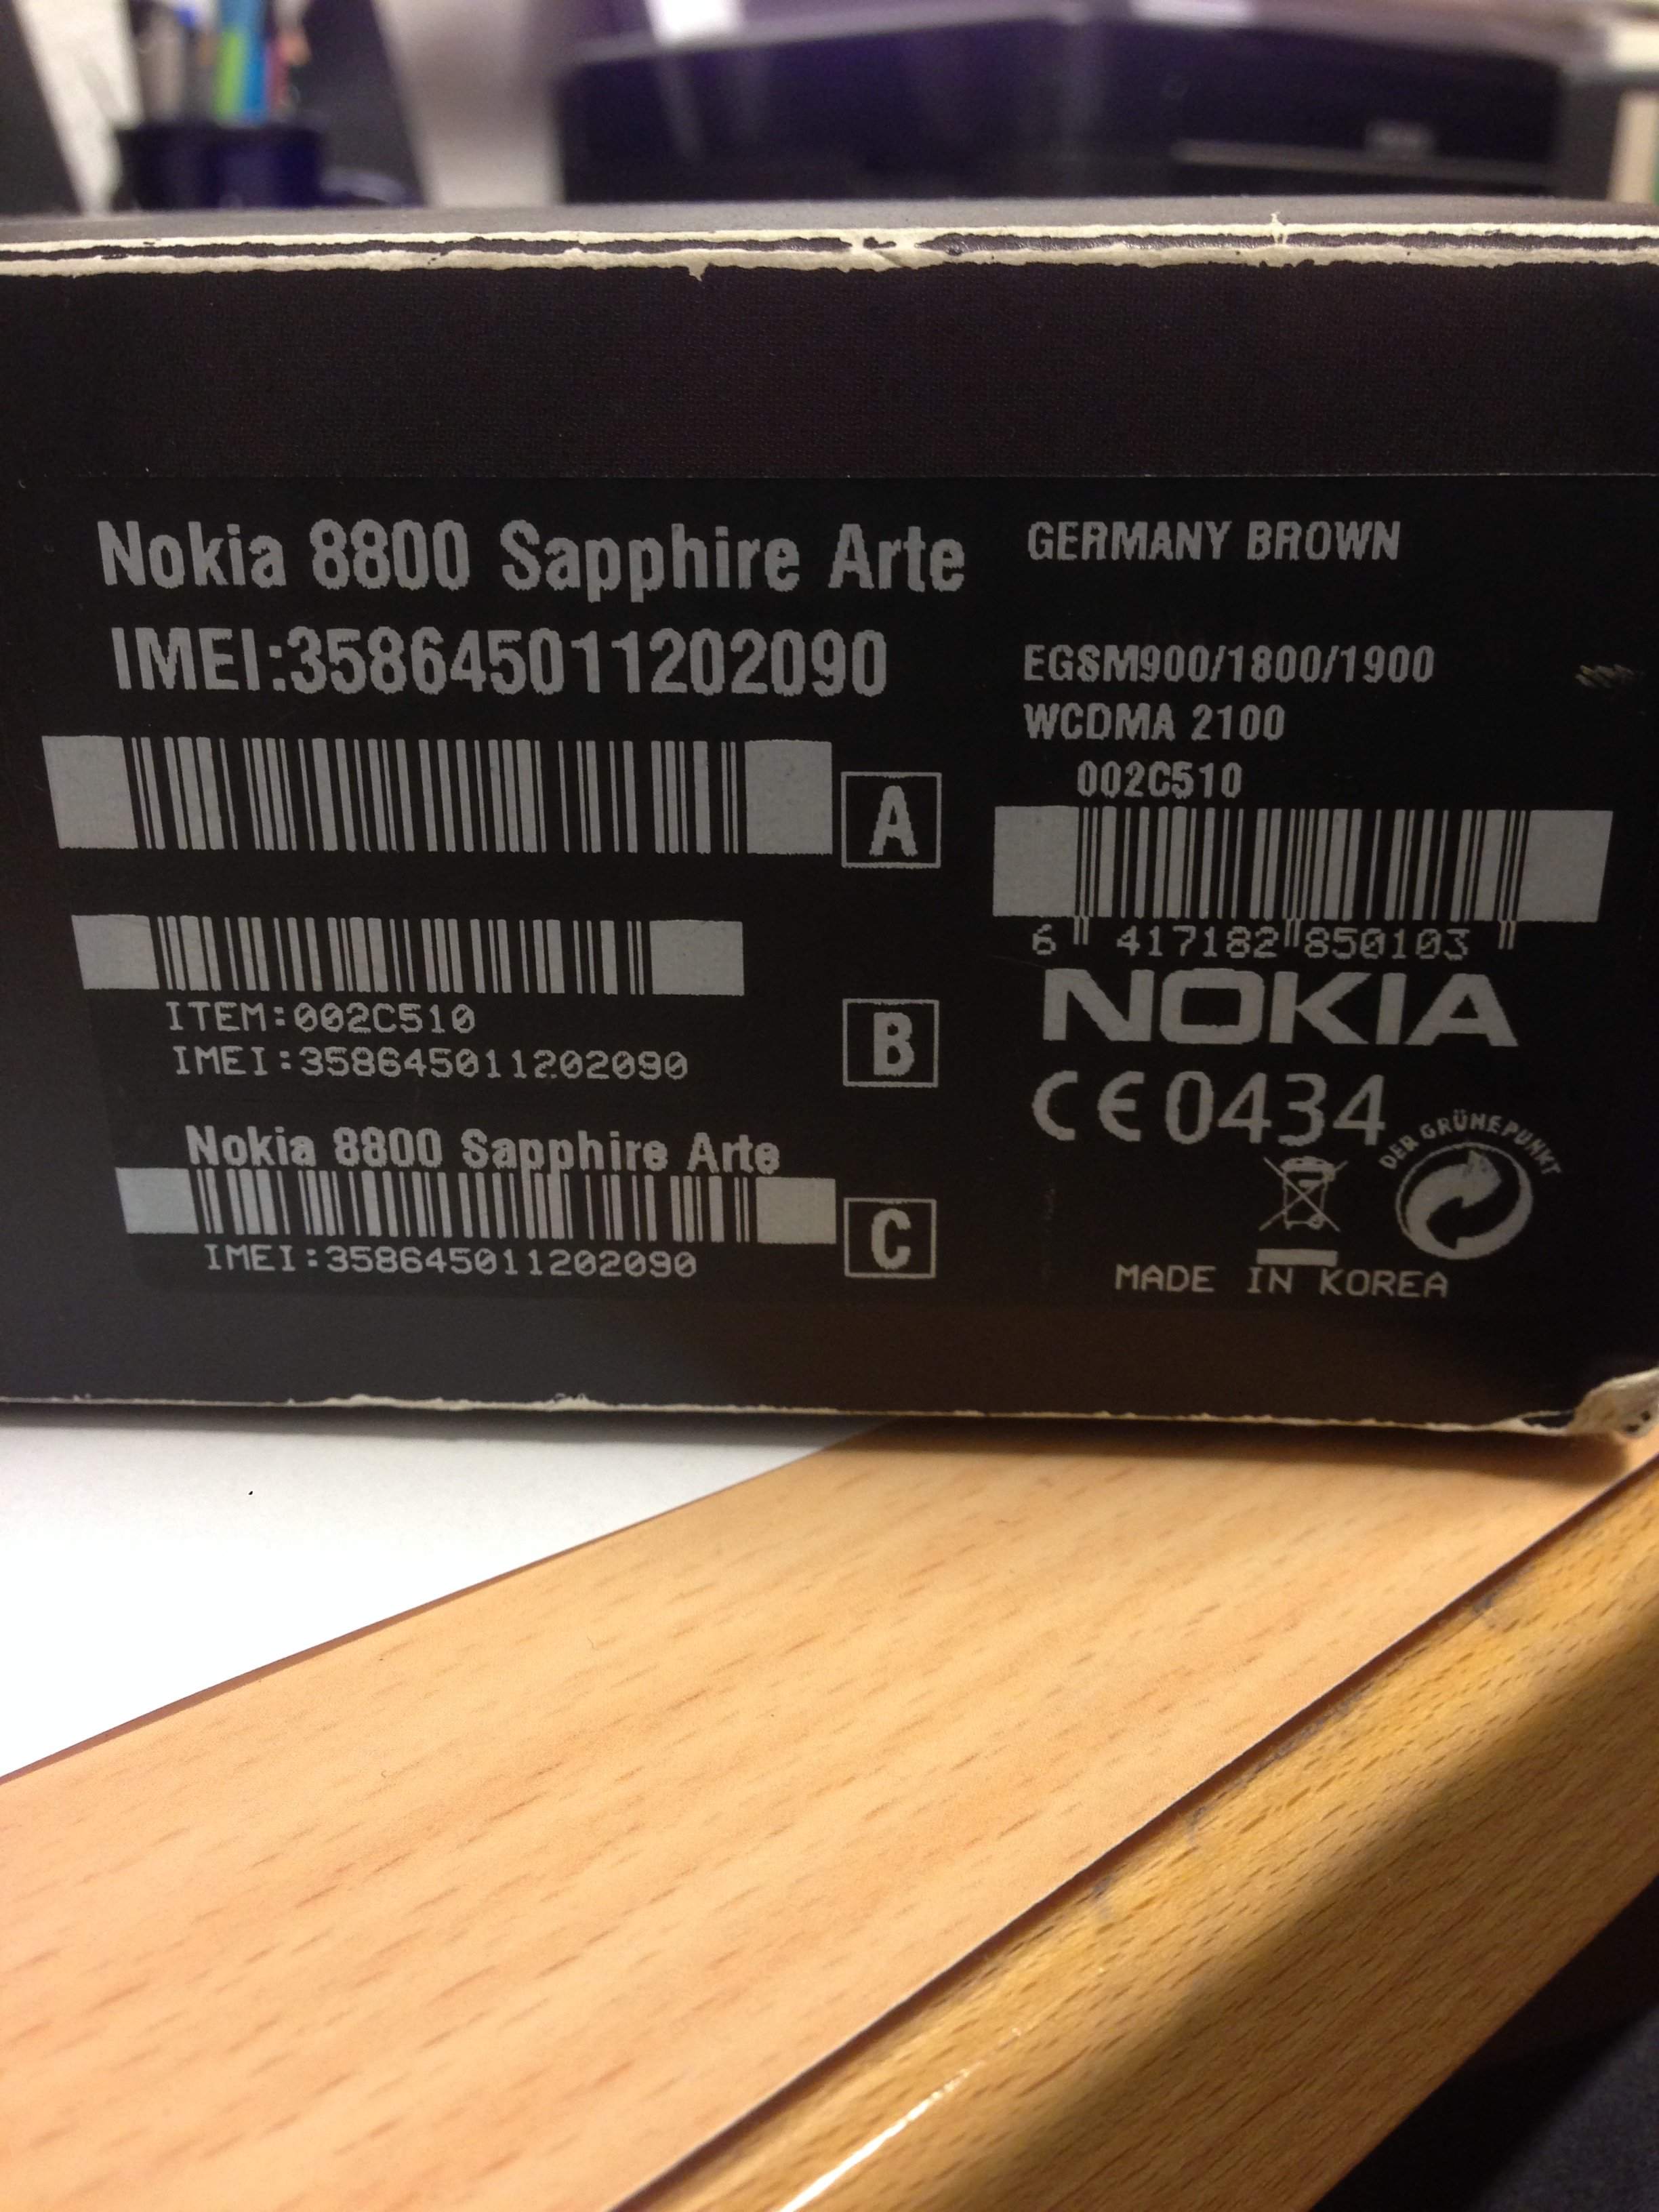 Nokia 8800 Sapphire Arte
IMEI:358645011202090
A
ITEM:002C510
IMEI:358645011202090
B
Nokia 8800 Sapphire Arte
IMEI:358645011202090
C
GERMANY BROWN
EGSM900/1800/1900
WCDMA 2100
002C510
6 417182 850103
NOKIA
CE0434
DER GRÜNE PUNKT
MADE IN KOREA